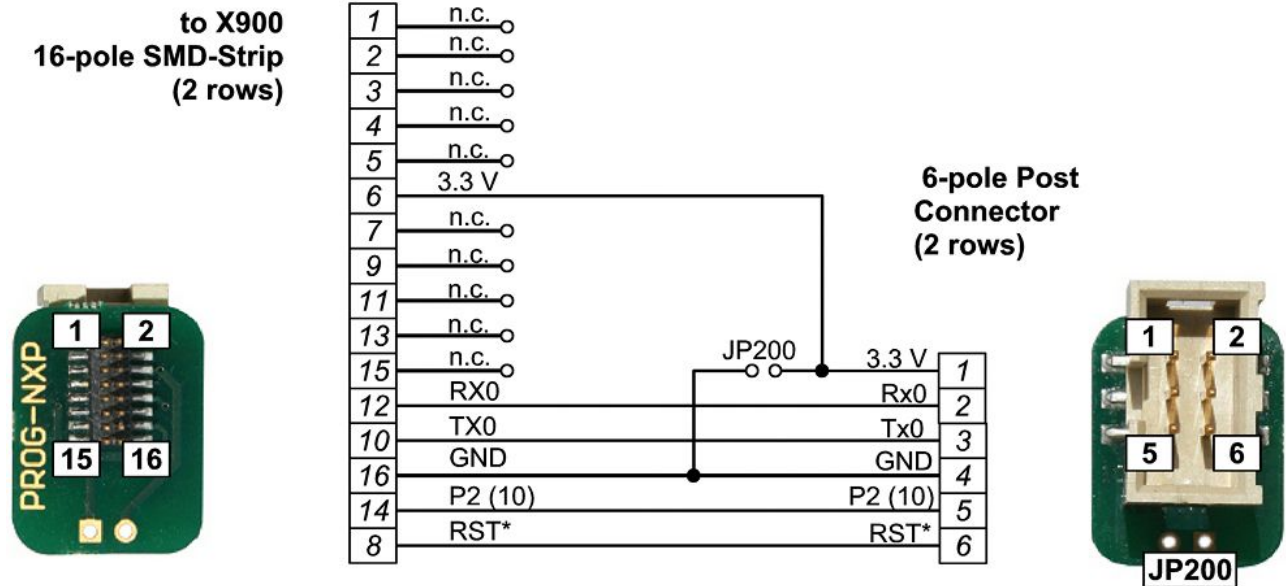 to X900
16-pole SMD-Strip
(2 rows)
1 n.c.
2 n.c.
3 n.c.
4 n.c.
5 n.c.
6 3.3 V
7 n.c.
9 n.c.
11 n.c.
13 n.c.
15 n.c.
12 RX0
10 TX0
16 GND
14 P2 (10)
8 RST*
JP200
3.3 V 1
Rx0 2
Tx0 3
GND 4
P2 (10) 5
RST* 6
6-pole Post
Connector
(2 rows)
PROG-NXP
1 2
15 16
1 2
5 6
JP200